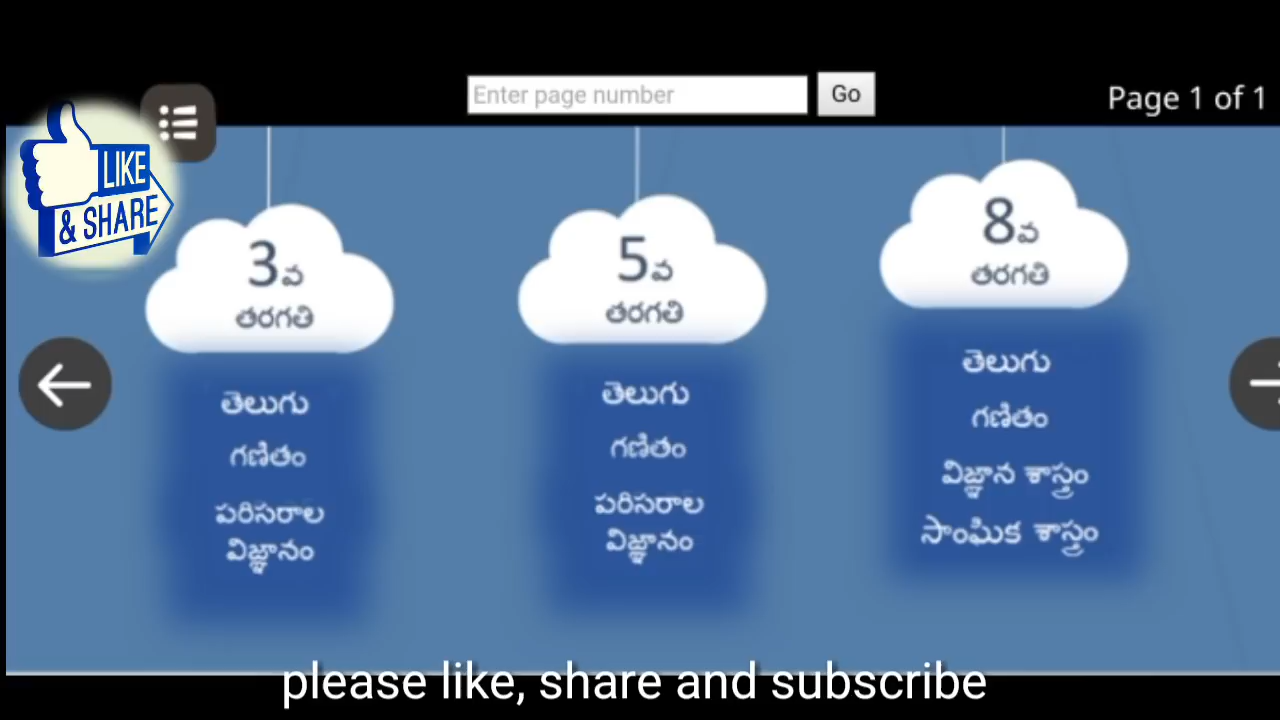 Enter page number
Go
Page 1 of 1
LIKE
& SHARE
3వ
తరగతి
తెలుగు
గణితం
పరిసరాల
విజ్ఞానం
5వ
తరగతి
తెలుగు
గణితం
పరిసరాల
విజ్ఞానం
8వ
తరగతి
తెలుగు
గణితం
విజ్ఞాన శాస్త్రం
సాంఘిక శాస్త్రం
please like, share and subscribe